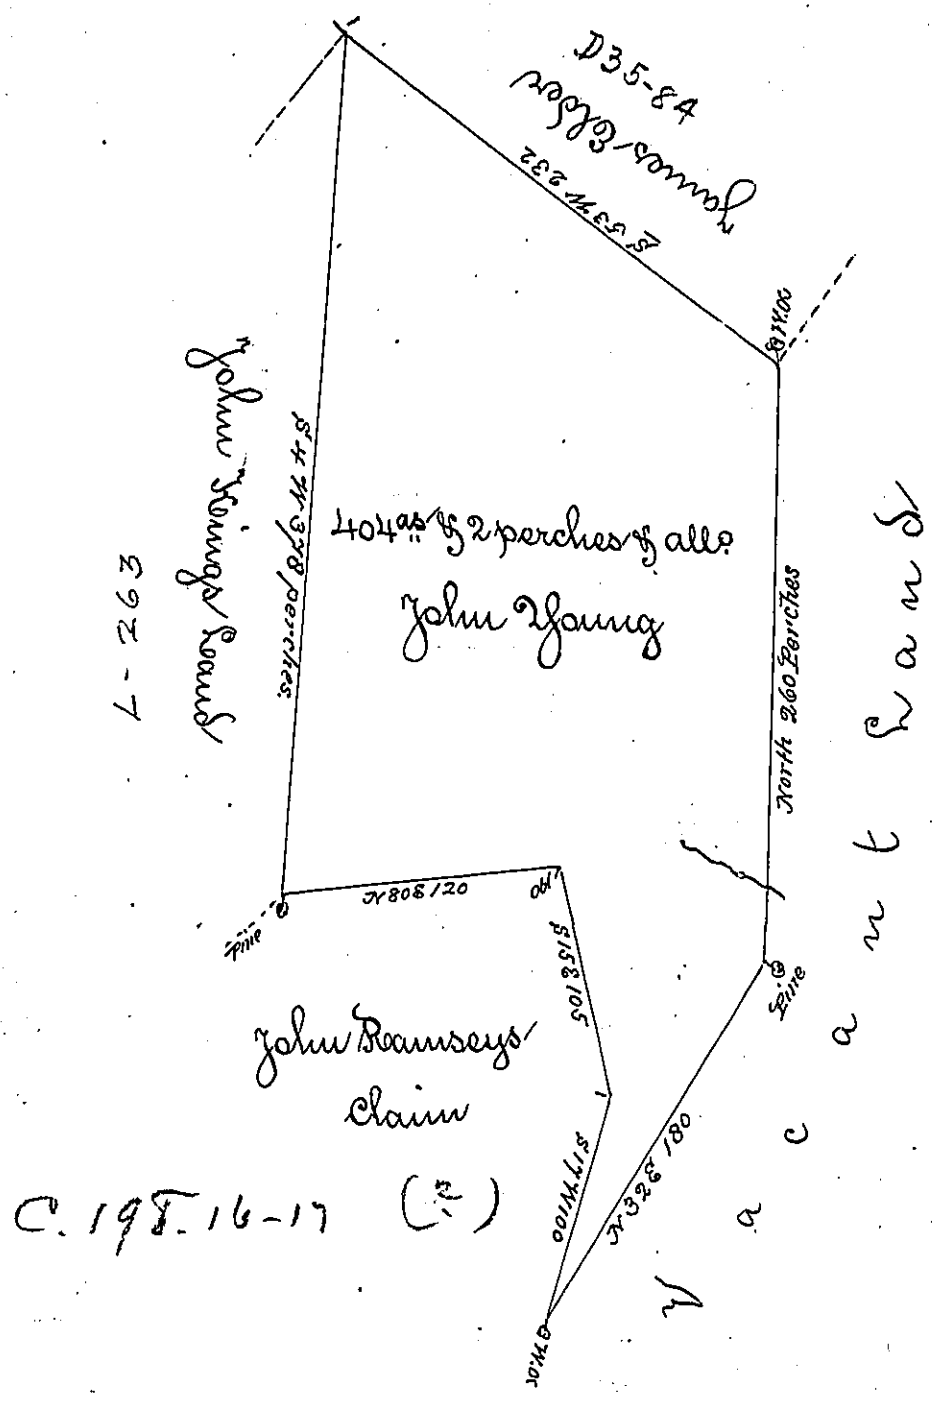 D35-84
James Elder
S 53 W 232
W.Oo
John Kings Land
L-263
S 4 W 378 perches.
404 as & 2 perches & allo
John Young
North 260 Perches
Vacant Land
N 80 E 120
Pine
S 15 E 105
Pine
John Ramseys
Claim
S 17 W 100
N 32 E 180
C. 198. 16-17
W.O.